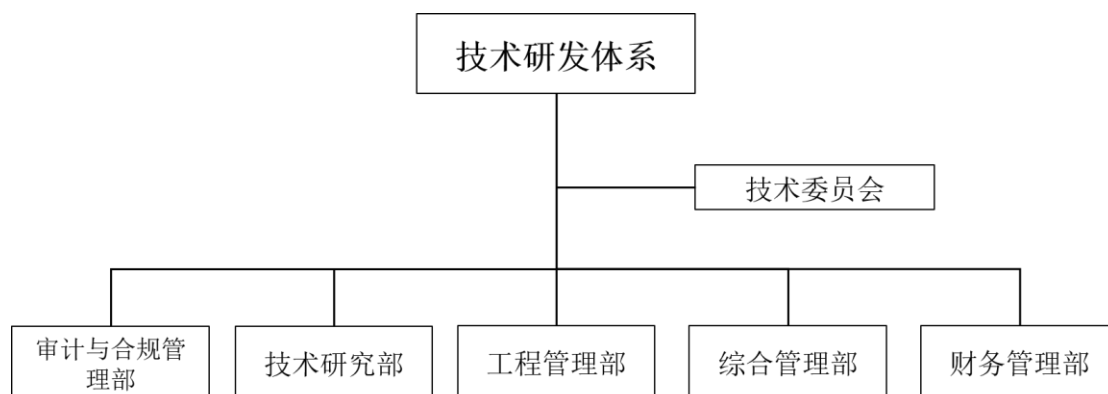 技术研发体系
技术委员会
审计与合规管
理部
技术研究部
工程管理部
综合管理部
财务管理部